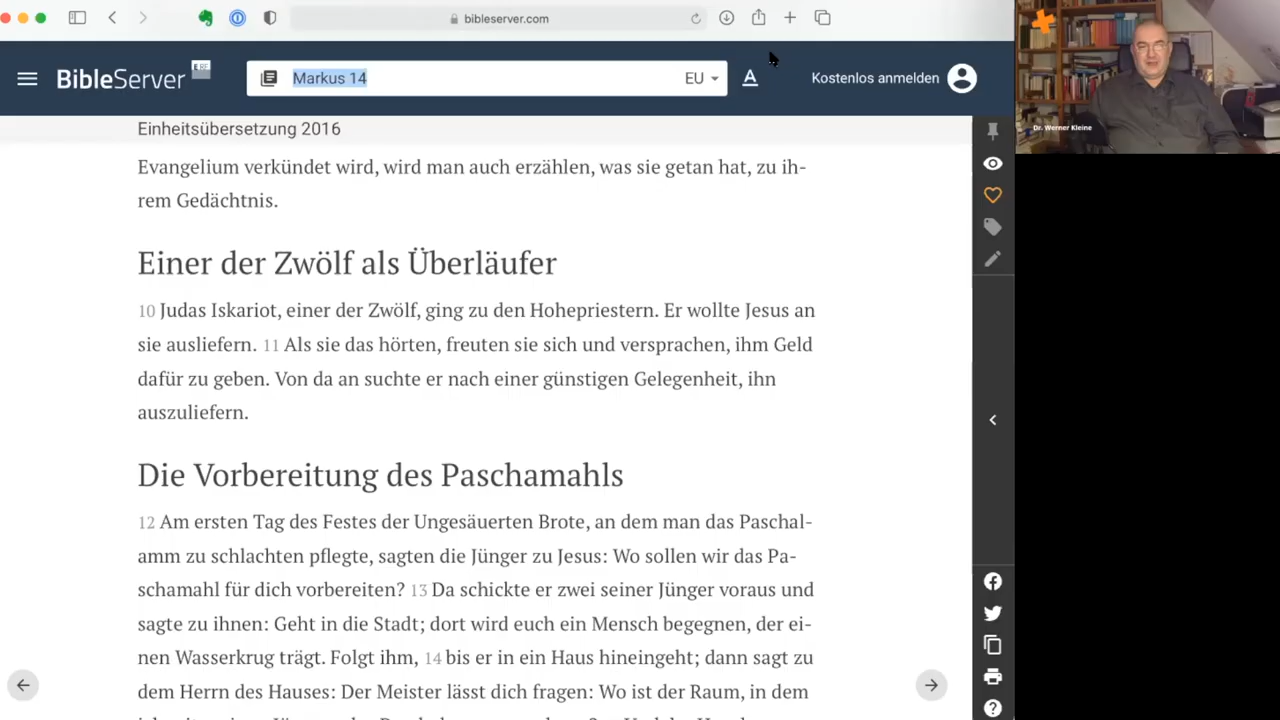 bibleserver.com
BibleServer
ERF
Markus 14
EU
A
Kostenlos anmelden
Dr. Werner Kleine
Einheitsübersetzung 2016
Evangelium verkündet wird, wird man auch erzählen, was sie getan hat, zu ih-
rem Gedächtnis.
Einer der Zwölf als Überläufer
10 Judas Iskariot, einer der Zwölf, ging zu den Hohepriestern. Er wollte Jesus an
sie ausliefern. 11 Als sie das hörten, freuten sie sich und versprachen, ihm Geld
dafür zu geben. Von da an suchte er nach einer günstigen Gelegenheit, ihn
auszuliefern.
Die Vorbereitung des Paschamahls
12 Am ersten Tag des Festes der Ungesäuerten Brote, an dem man das Paschal-
amm zu schlachten pflegte, sagten die Jünger zu Jesus: Wo sollen wir das Pa-
schamahl für dich vorbereiten? 13 Da schickte er zwei seiner Jünger voraus und
sagte zu ihnen: Geht in die Stadt; dort wird euch ein Mensch begegnen, der ei-
nen Wasserkrug trägt. Folgt ihm, 14 bis er in ein Haus hineingeht; dann sagt zu
dem Herrn des Hauses: Der Meister lässt dich fragen: Wo ist der Raum, in dem